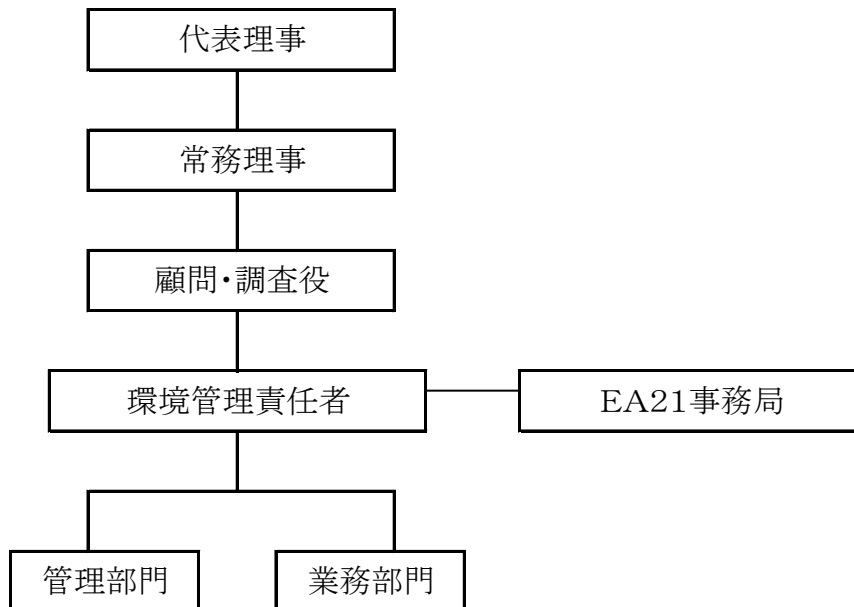 代表理事
常務理事
顧問・調査役
環境管理責任者
EA21事務局
管理部門
業務部門